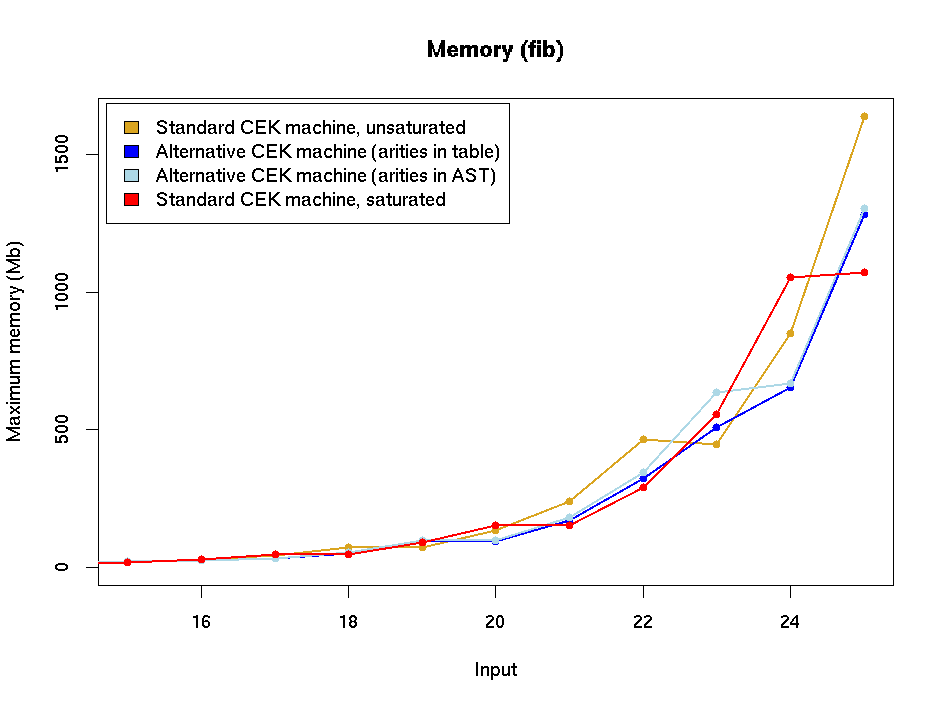 Memory (fib)
Standard CEK machine, unsaturated
Alternative CEK machine (arities in table)
Alternative CEK machine (arities in AST)
Standard CEK machine, saturated
Maximum memory (Mb)
1500
1000
500
0
16 18 20 22 24
Input